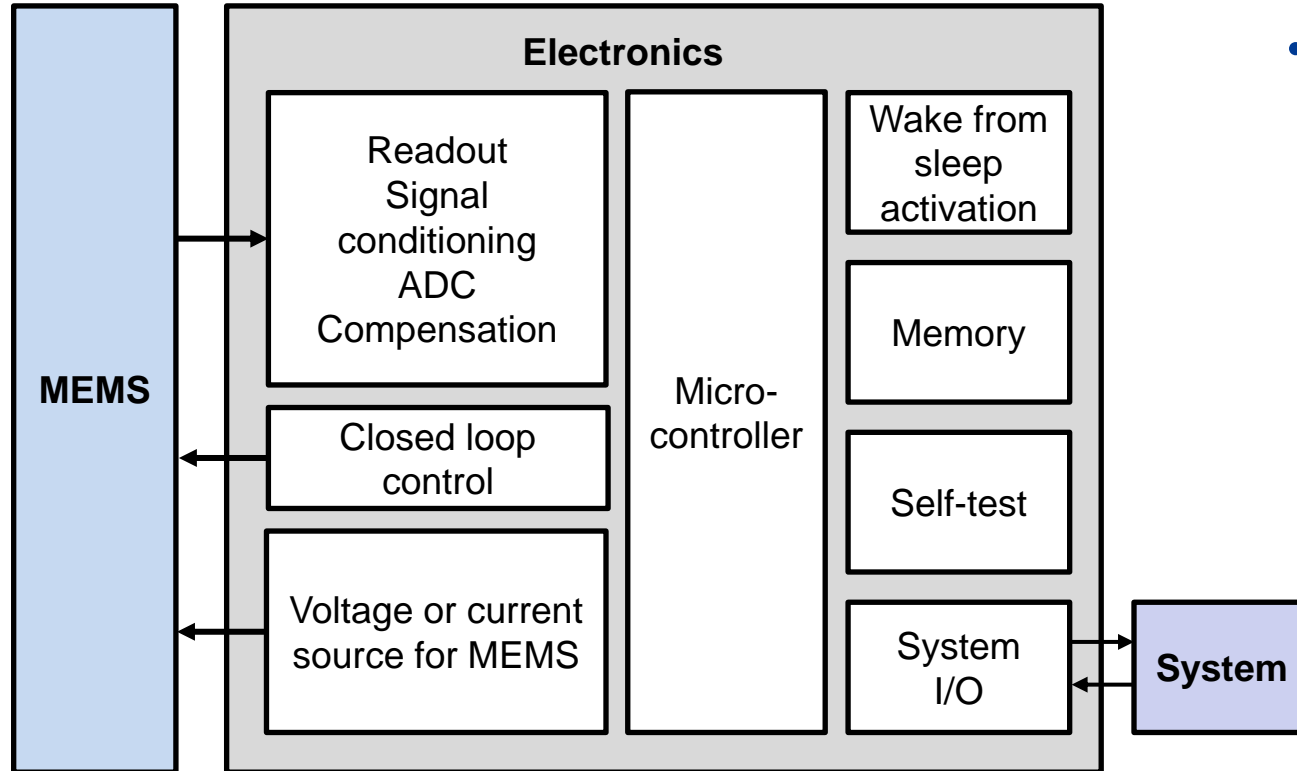 Electronics
MEMS
Readout
Signal
conditioning
ADC
Compensation
Closed loop
control
Voltage or current
source for MEMS
Micro-
controller
Wake from
sleep
activation
Memory
Self-test
System
I/O
System